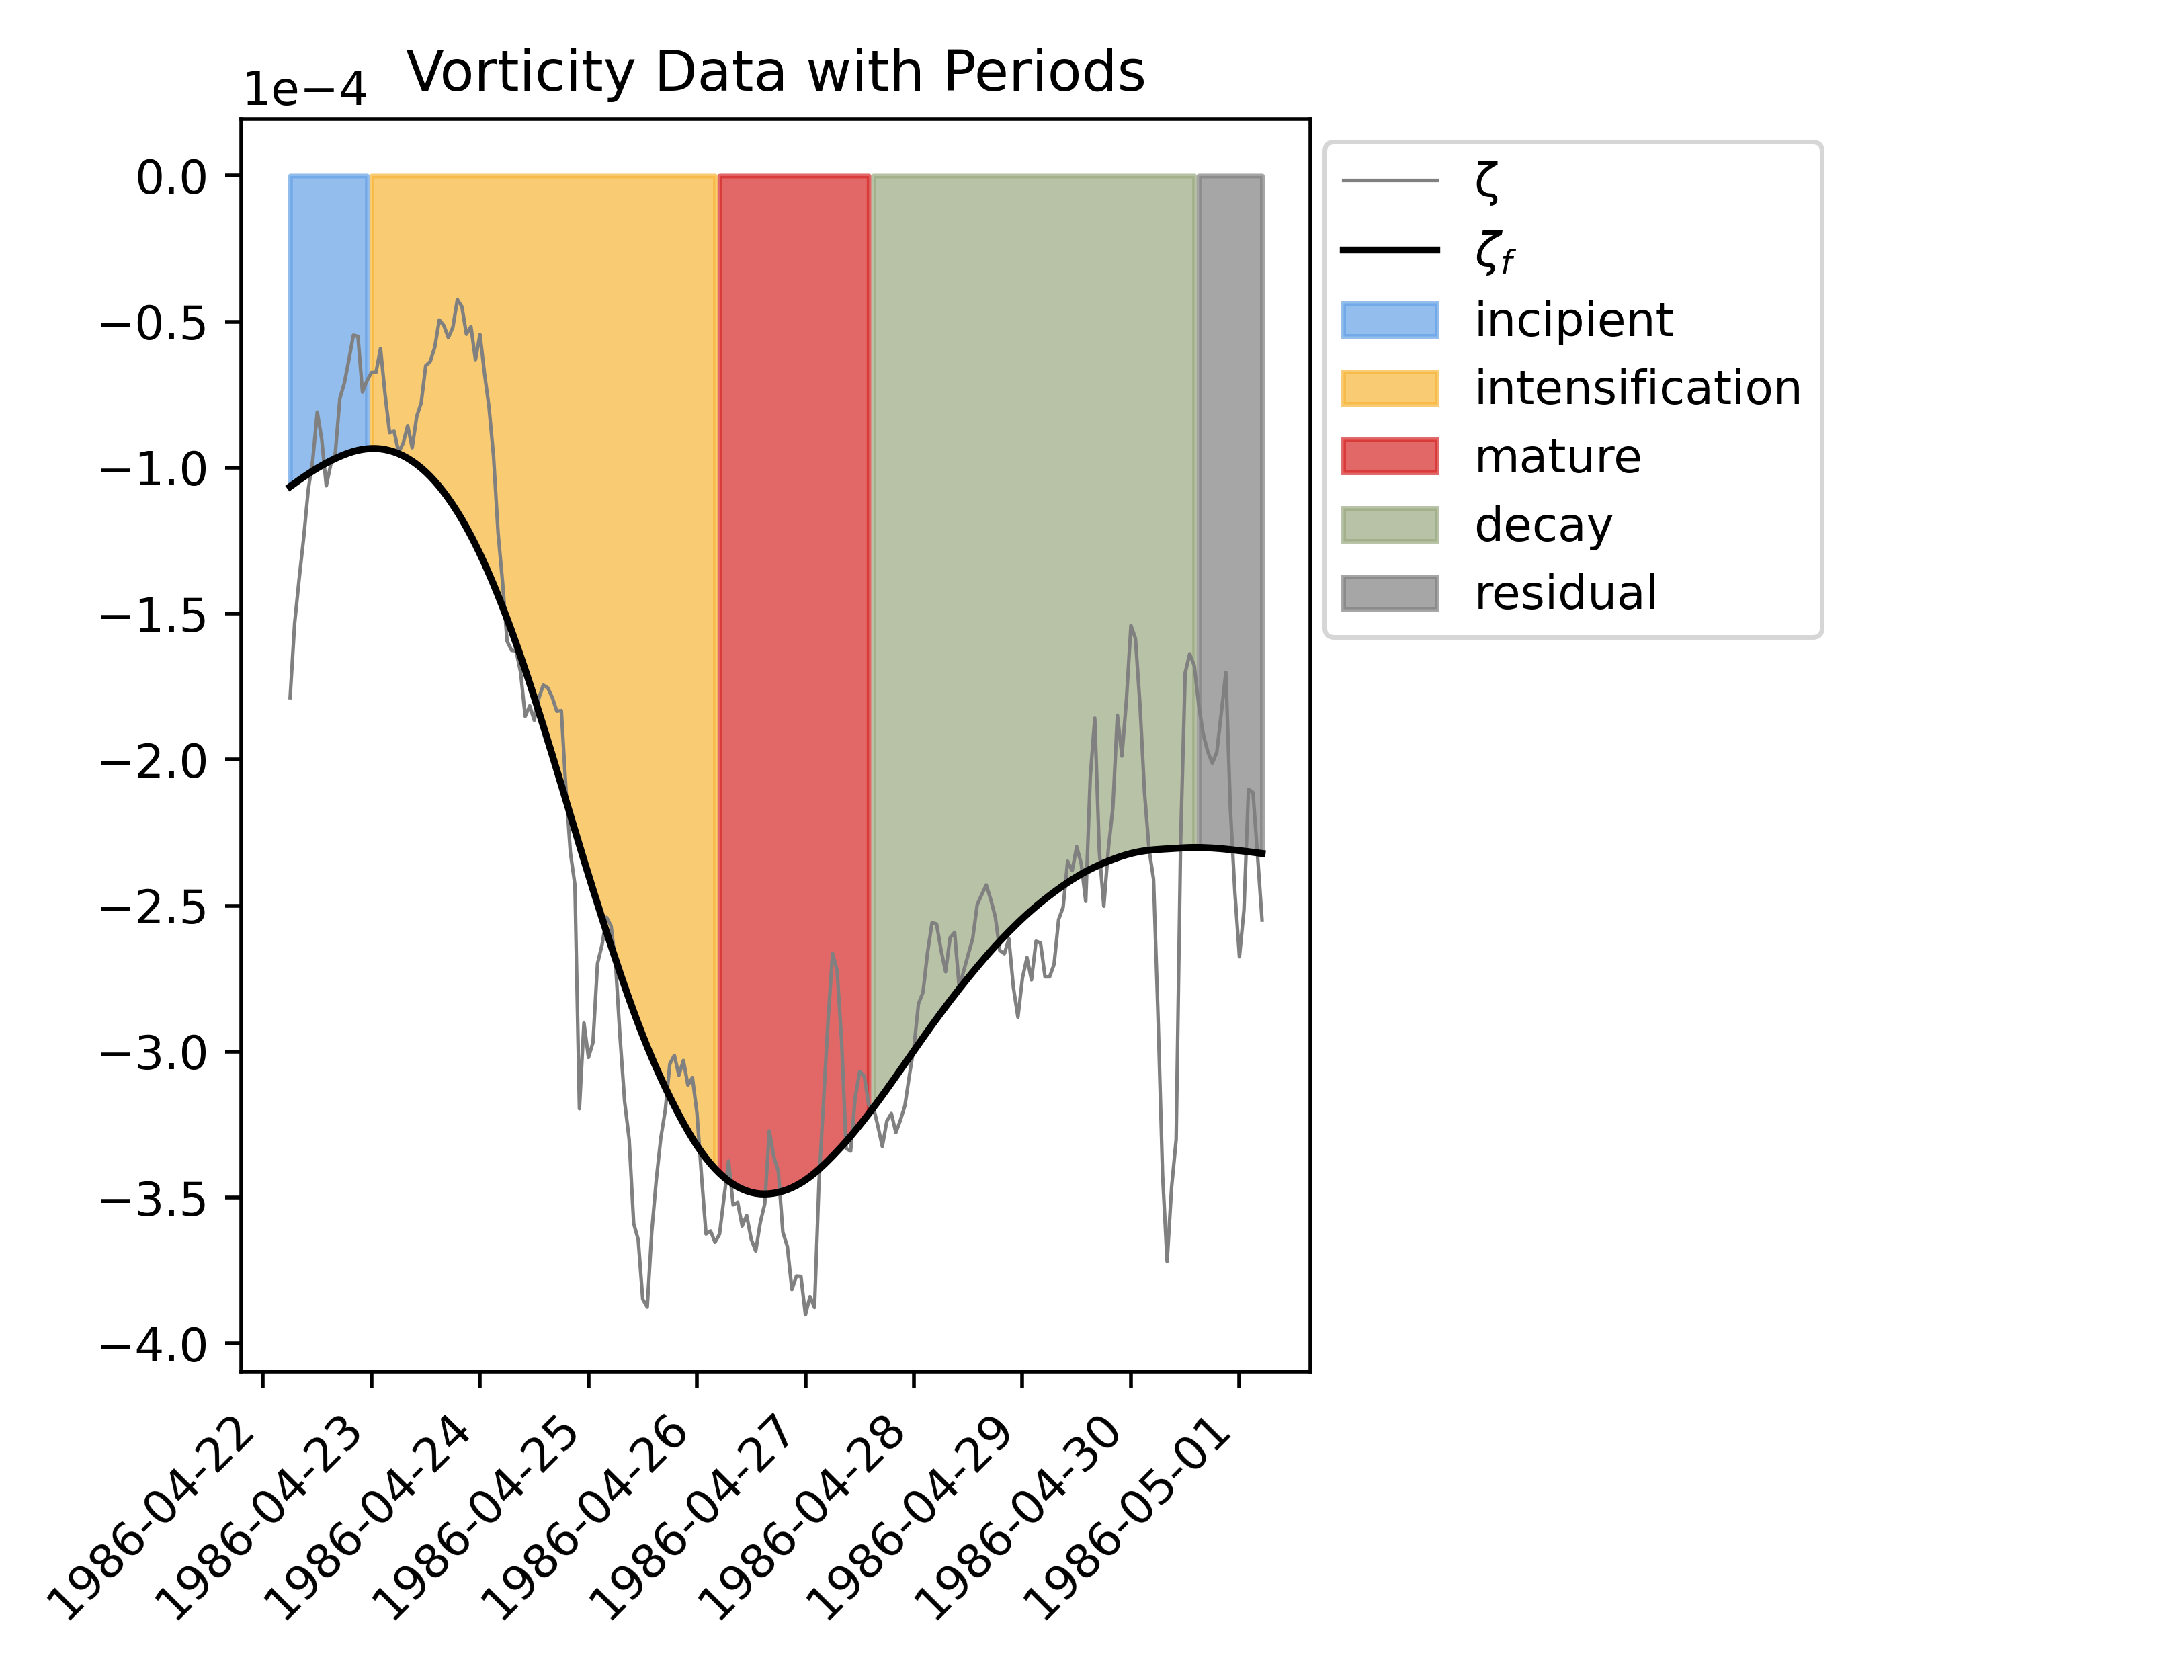 Vorticity Data with Periods
1e−4
0.0
−0.5
−1.0
−1.5
−2.0
−2.5
−3.0
−3.5
−4.0
1986-04-22
1986-04-23
1986-04-24
1986-04-25
1986-04-26
1986-04-27
1986-04-28
1986-04-29
1986-04-30
1986-05-01
ζ
ζf
incipient
intensification
mature
decay
residual